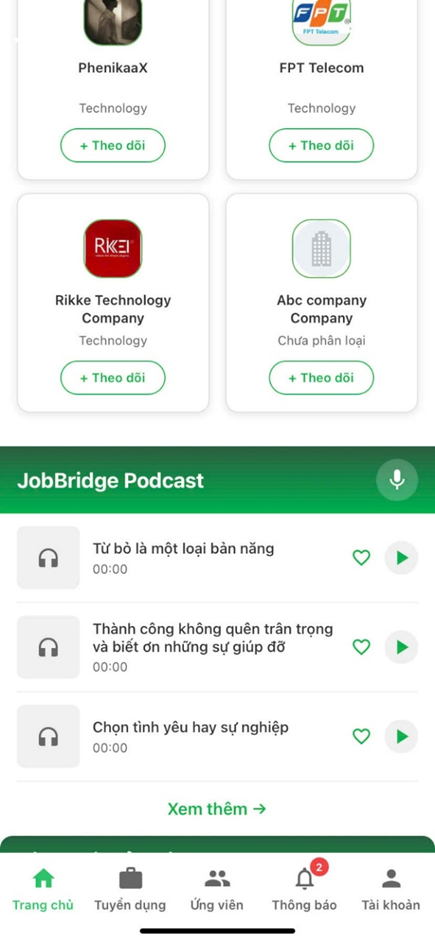 FPT
FPT Telecom
PhenikaaX
FPT Telecom
Technology
Technology
+ Theo dõi
+ Theo dõi
RIKKEI
Rikke Technology
Company
Abc company
Company
Technology
Chưa phân loại
+ Theo dõi
+ Theo dõi
JobBridge Podcast
Từ bỏ là một loại bản năng
00:00
Thành công không quên trân trọng
và biết ơn những sự giúp đỡ
00:00
Chọn tình yêu hay sự nghiệp
00:00
Xem thêm →
2
Trang chủ
Tuyển dụng
Ứng viên
Thông báo
Tài khoản